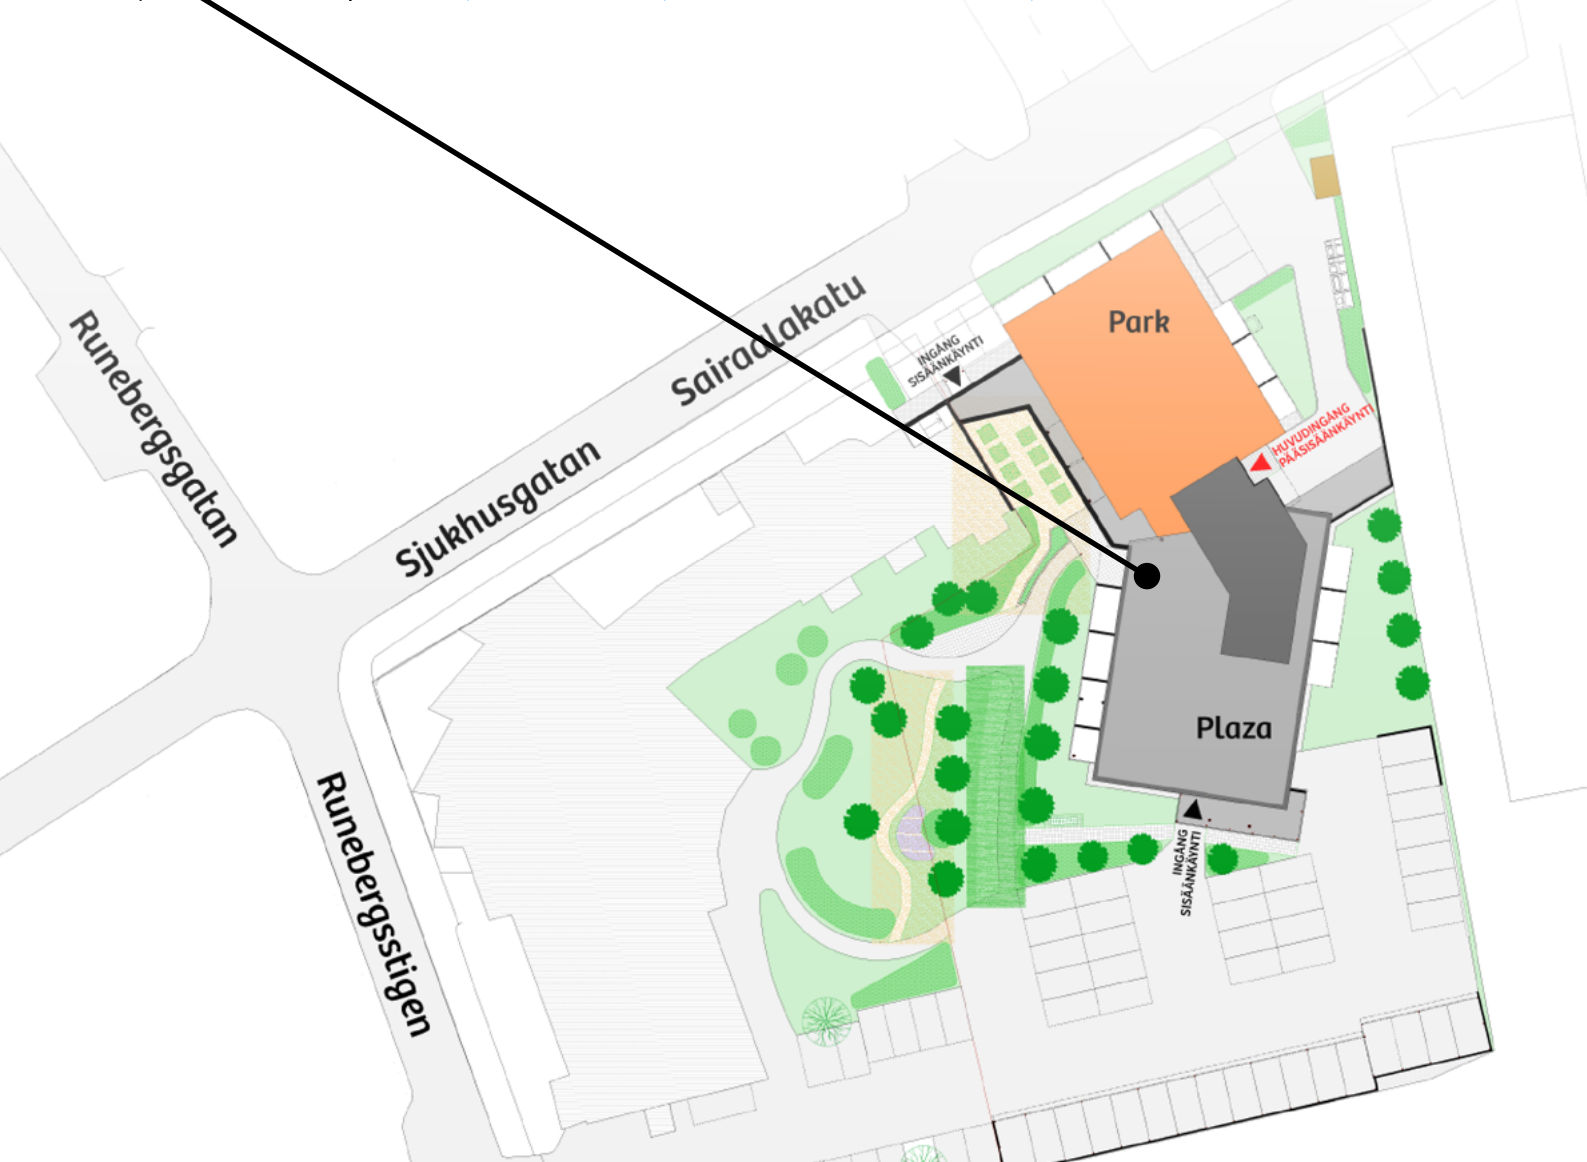 Runebergsgatan
Sjukhusgatan
Sairaalakatu
INGÅNG
SISÄÄNKÄYNTI
Park
HUVUDINGÅNG
PÄÄSISÄÄNKÄYNTI
Plaza
INGÅNG
SISÄÄNKÄYNTI
Runebergsstigen